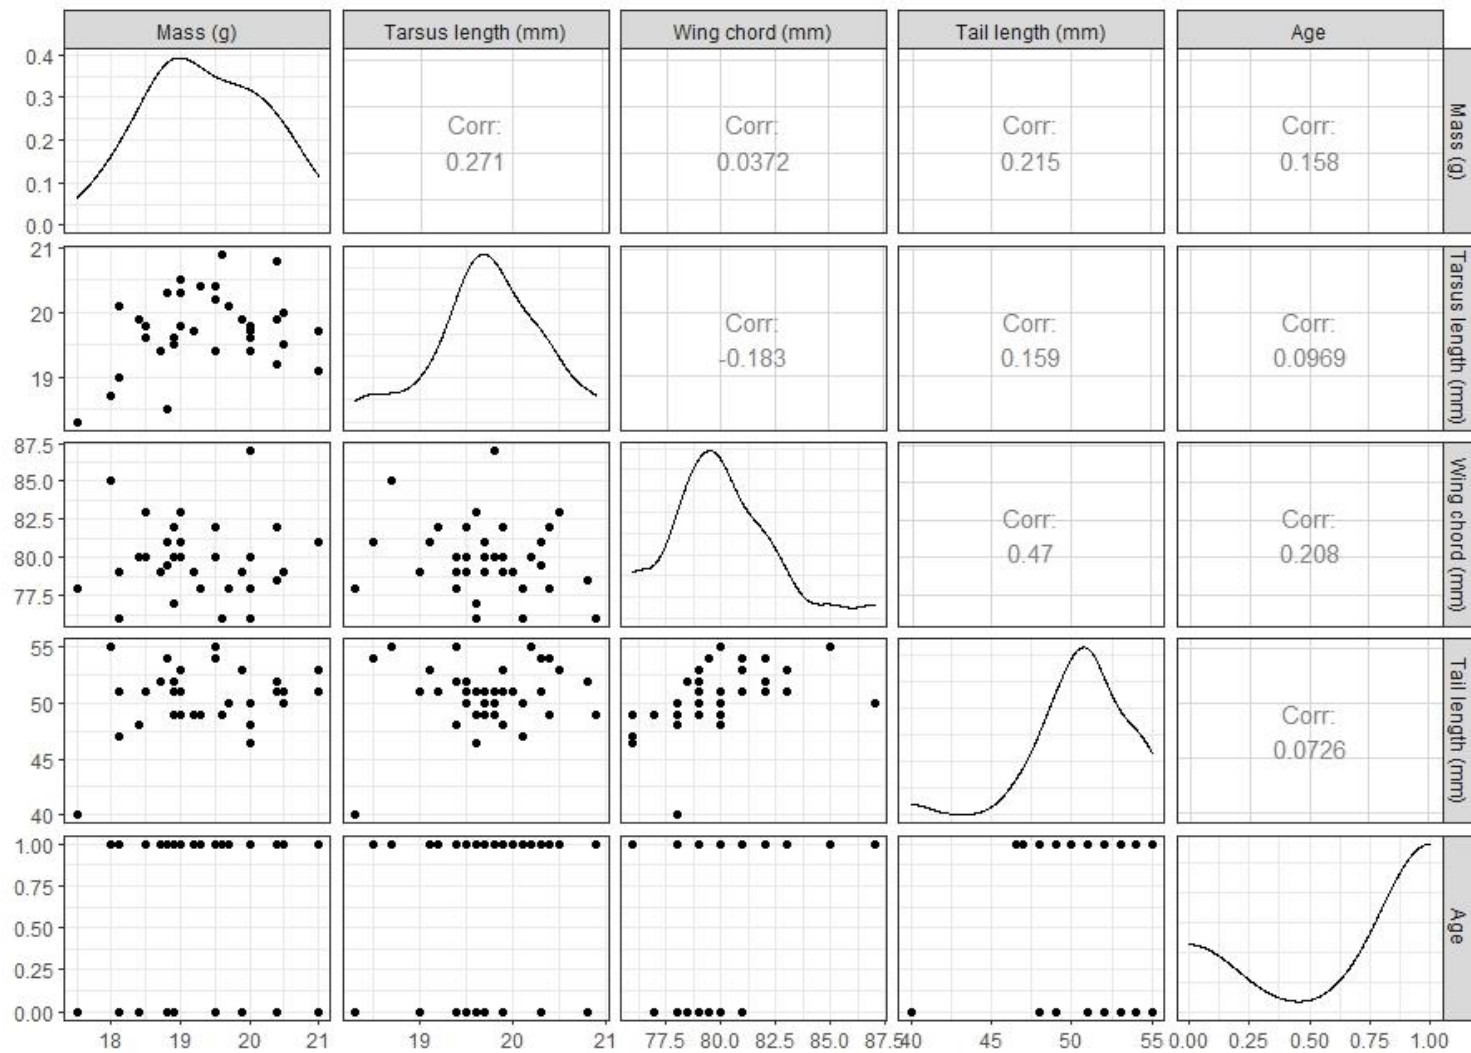 Mass (g) Tarsus length (mm) Wing chord (mm) Tail length (mm) Age
0.4
0.3
0.2
0.1
0.0
Corr:
0.271
Corr:
0.0372
Corr:
0.215
Corr:
0.158
Mass (g)
21
20
19
Corr:
-0.183
Corr:
0.159
Corr:
0.0969
Tarsus length (mm)
87.5
85.0
82.5
80.0
77.5
Corr:
0.47
Corr:
0.208
Wing chord (mm)
55
50
45
40
Corr:
0.0726
Tail length (mm)
1.00
0.75
0.50
0.25
0.00
Age
18 19 20 21 19 20 21 77.5 80.0 82.5 85.0 87.5 40 45 50 55 0.00 0.25 0.50 0.75 1.00